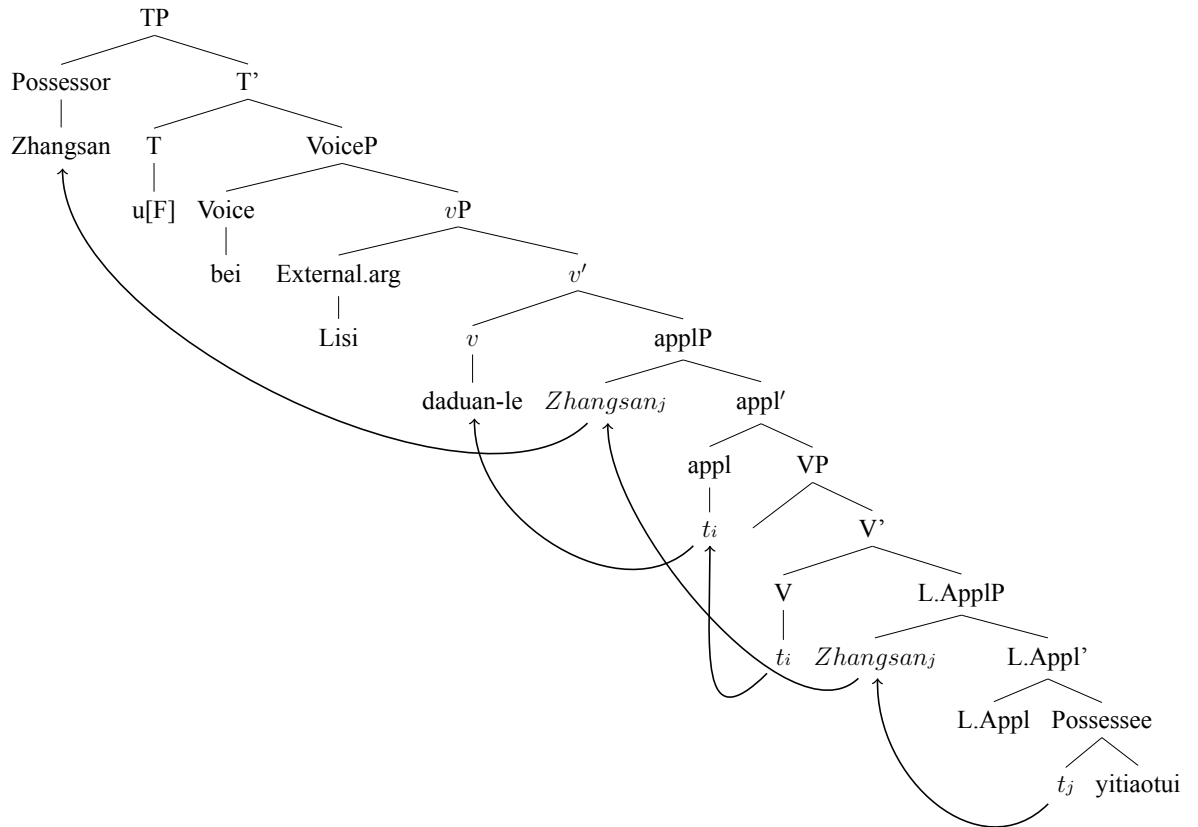 TP
Possessor T’
Zhangsan T VoiceP
u[F] Voice vP
bei External.arg v′
Lisi v applP
daduan-le Zhangsanj appl′
appl VP
ti V’
V L.ApplP
ti Zhangsanj L.Appl’
L.Appl Possessee
tj yitiaotui